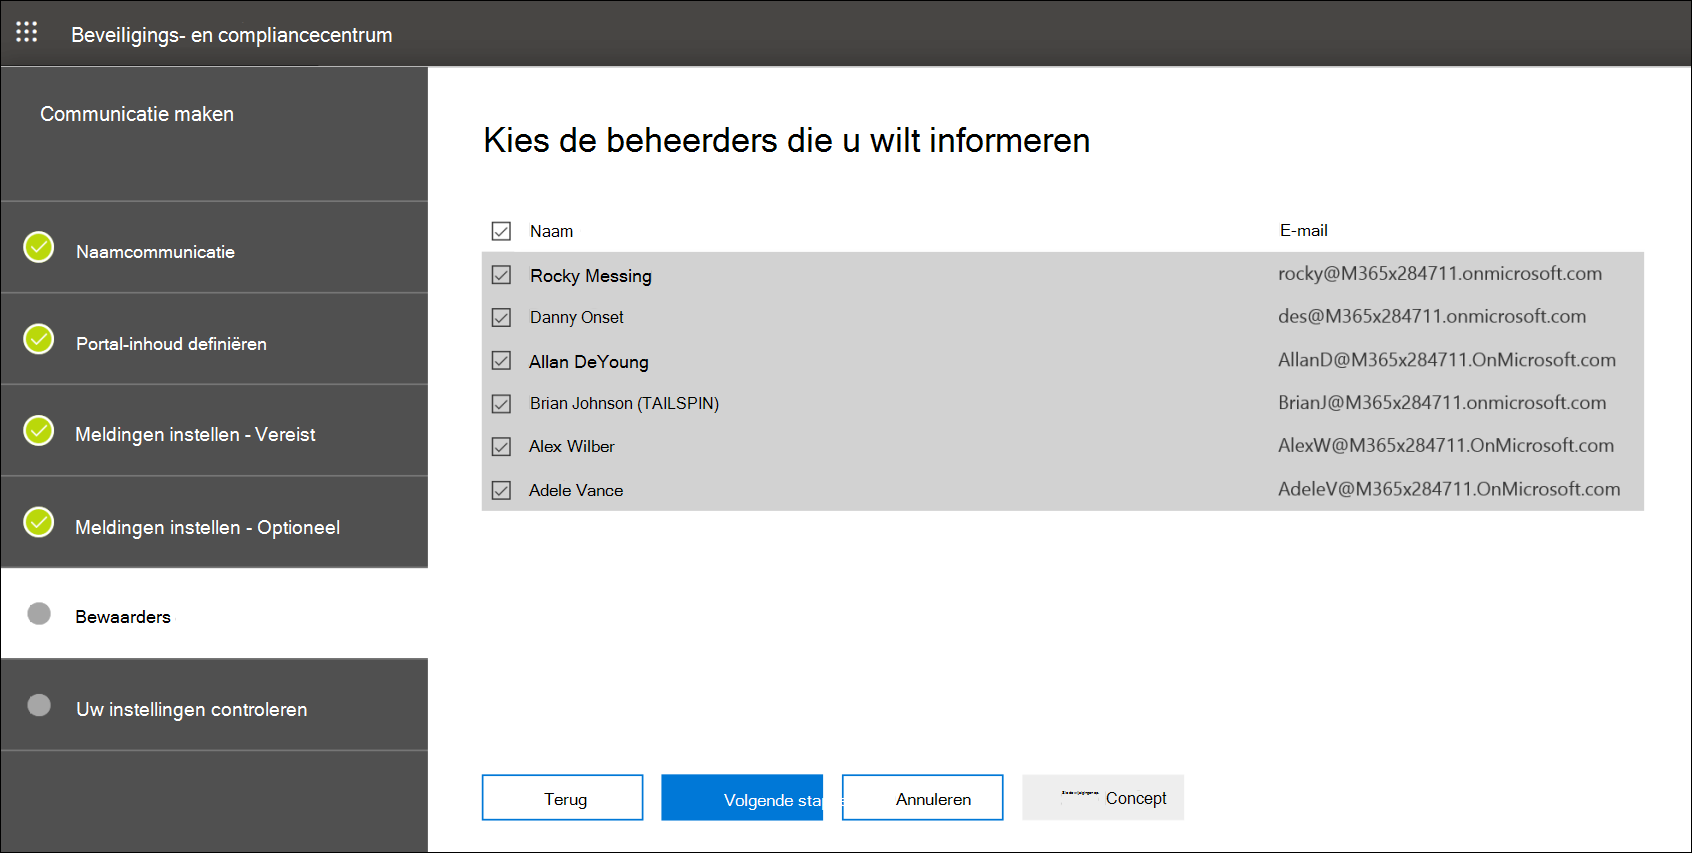 Beveiligings- en compliancecentrum
Communicatie maken
Naamcommunicatie
Portal-inhoud definiëren
Meldingen instellen - Vereist
Meldingen instellen - Optioneel
Bewaarders
Uw instellingen controleren
Kies de beheerders die u wilt informeren
Naam E-mail
Rocky Messing rocky@M365x284711.onmicrosoft.com
Danny Onset des@M365x284711.onmicrosoft.com
Allan DeYoung AllanD@M365x284711.OnMicrosoft.com
Brian Johnson (TAILSPIN) BrianJ@M365x284711.onmicrosoft.com
Alex Wilber AlexW@M365x284711.OnMicrosoft.com
Adele Vance AdeleV@M365x284711.OnMicrosoft.com
Terug Volgende Annuleren Concept